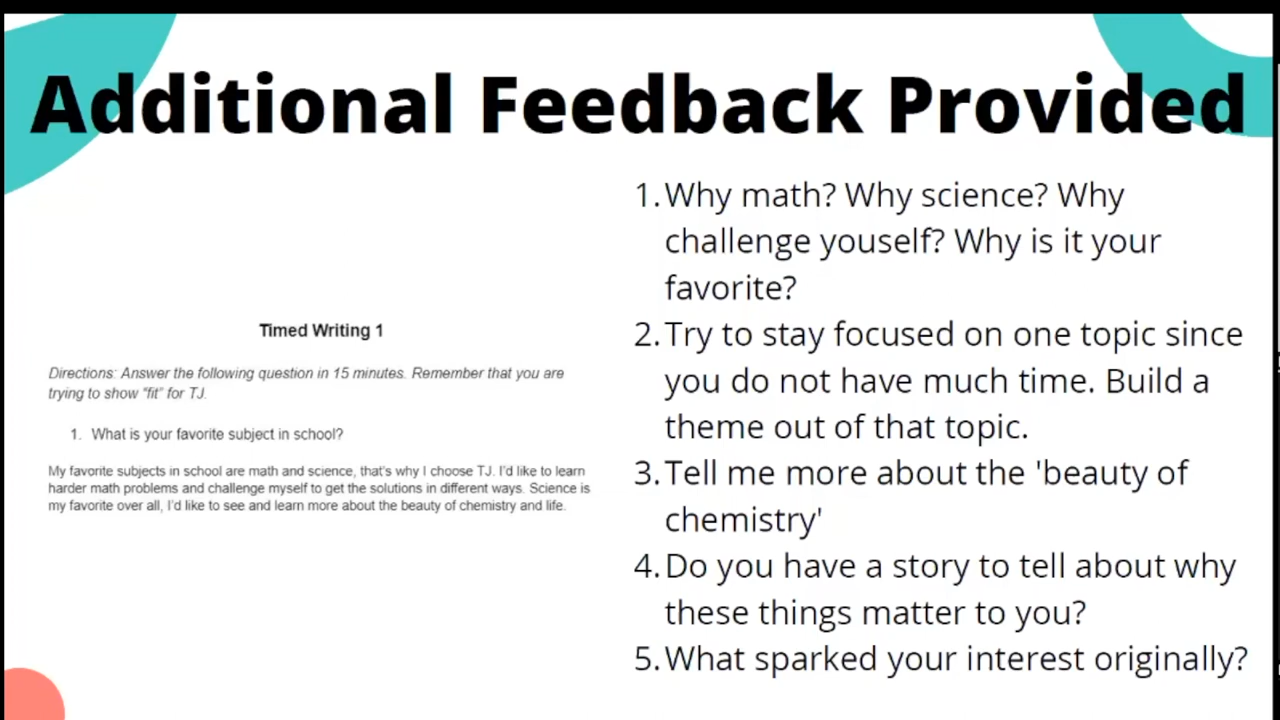 Additional Feedback Provided
Timed Writing 1
Directions: Answer the following question in 15 minutes. Remember that you are
trying to show "fit" for TJ.
1. What is your favorite subject in school?
My favorite subjects in school are math and science, that's why I choose TJ. I'd like to learn
harder math problems and challenge myself to get the solutions in different ways. Science is
my favorite over all, I'd like to see and learn more about the beauty of chemistry and life.
1. Why math? Why science? Why
challenge youself? Why is it your
favorite?
2. Try to stay focused on one topic since
you do not have much time. Build a
theme out of that topic.
3. Tell me more about the 'beauty of
chemistry'
4. Do you have a story to tell about why
these things matter to you?
5. What sparked your interest originally?